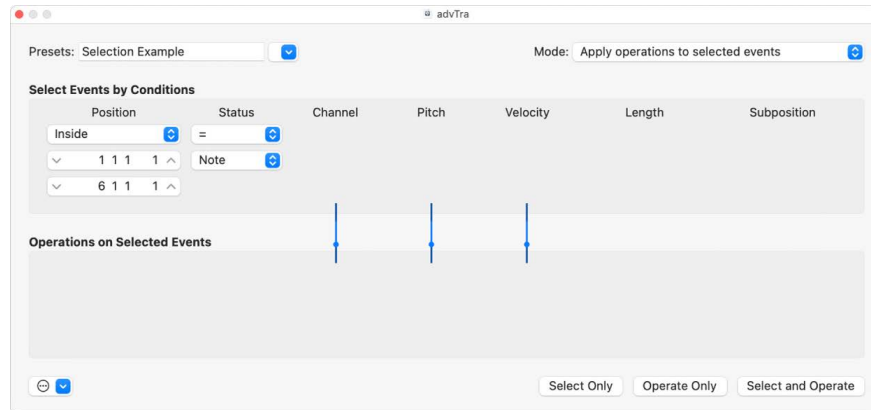 advTra
Presets: Selection Example Mode: Apply operations to selected events
Select Events by Conditions
Position Status Channel Pitch Velocity Length Subposition
Inside =
1 1 1 1 Note
6 1 1 1
Operations on Selected Events
Select Only Operate Only Select and Operate